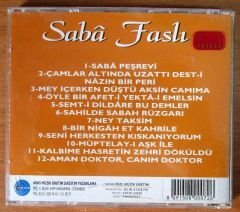 Sabâ Faslı
1-SABÂ PEŞREVİ
2-ÇAMLAR ALTINDA UZATTI DEST-İ
NÂZIN BİR PERİ
3-MEY İÇERKEN DÜŞTÜ AKSİN CAMIMA
4-ÖYLE BİR AFET-İ YEKTÂ-İ EMELSİN
5-SEMT-İ DİLDÂRE BU DEMLER
6-SAHİLDE SABAH RÜZGARI
7-NEY TAKSİM
8-BİR NİGÂH ET KAHRİLE
9-SENİ HERKESTEN KISKANIYORUM
10-MÜPTELAY-I AŞK İLE
11-KALBİME HASRETİN ZEHRİ DÖKÜLDÜ
12-AMAN DOKTOR, CANIM DOKTOR